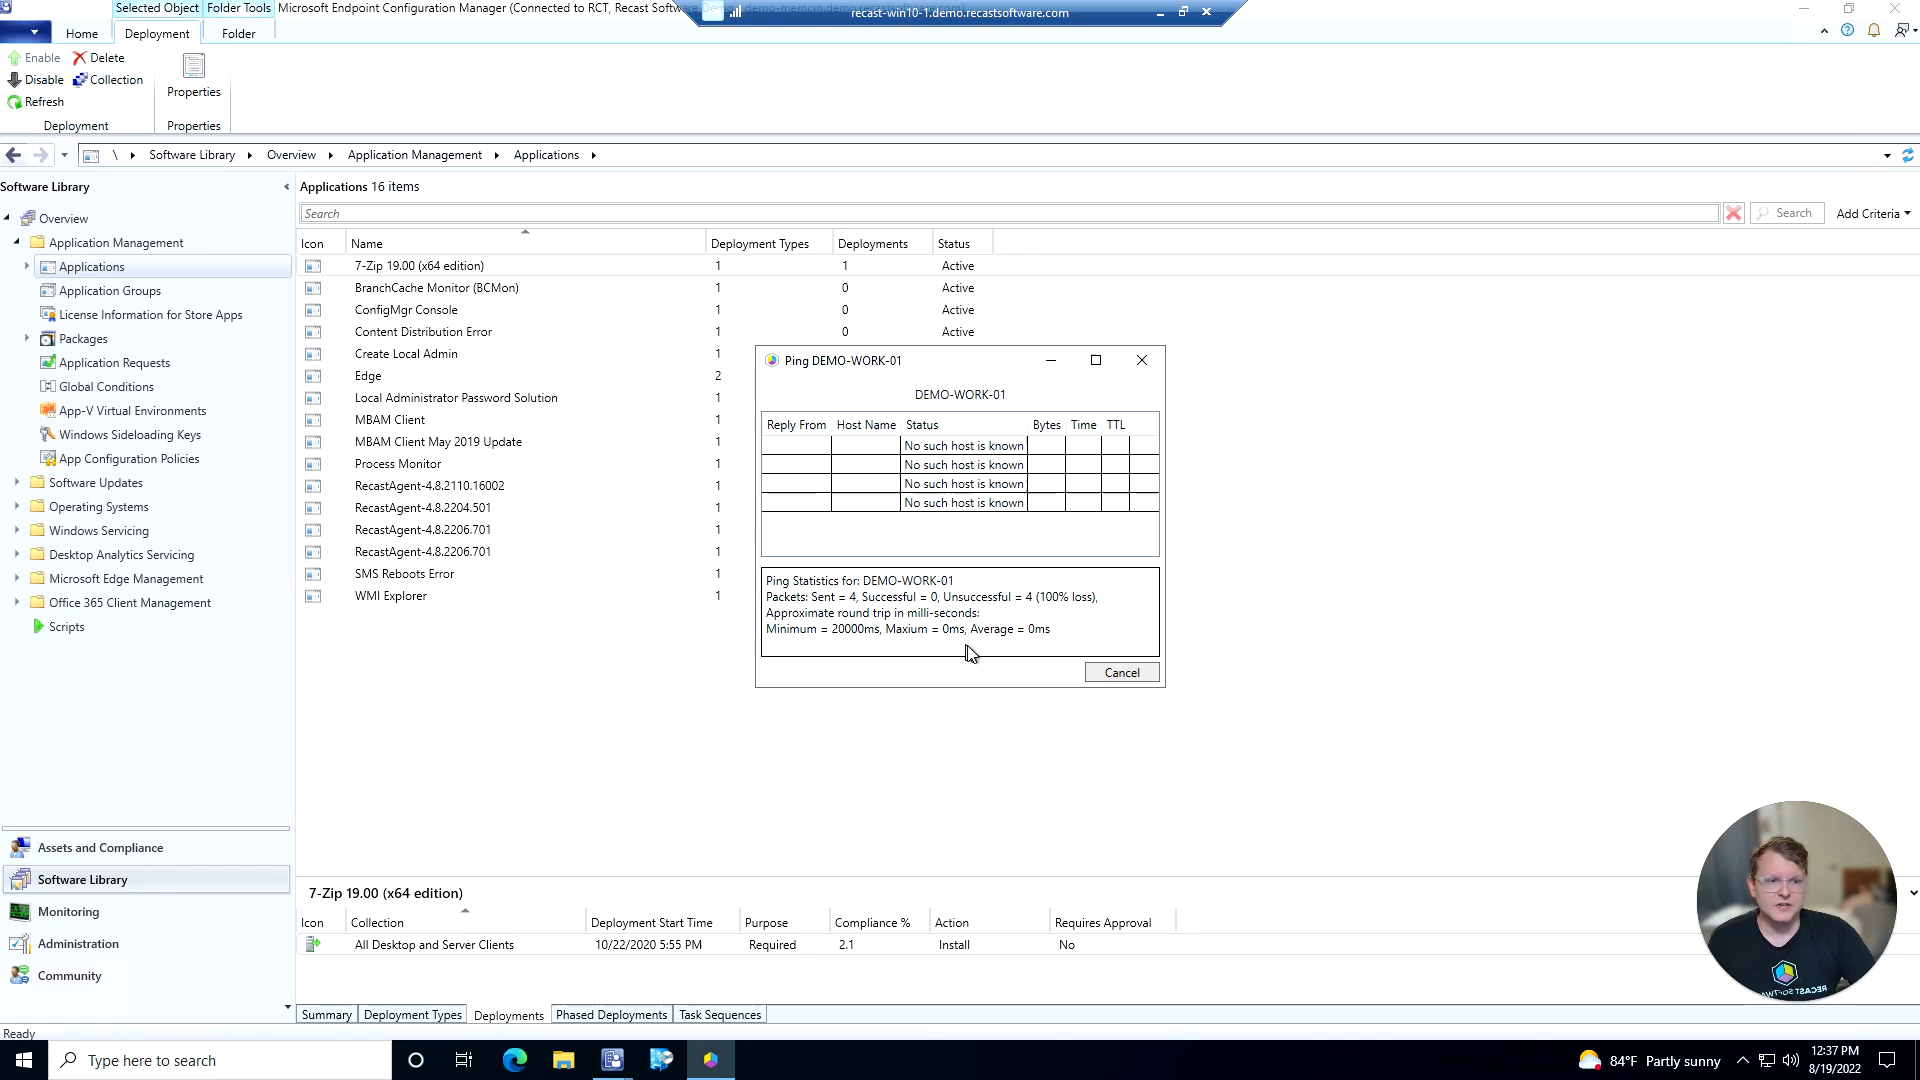 Selected Object Folder Tools Microsoft Endpoint Configuration Manager (Connected to RCT, Recast Softw
recast-win10-1.demo.recastsoftware.com
Home Deployment Folder
Enable Delete
Disable Collection
Refresh
Properties
Deployment Properties
\ Software Library Overview Application Management Applications
Software Library
Applications 16 items
Search Search Add Criteria
Overview
Application Management
Applications
Application Groups
License Information for Store Apps
Packages
Application Requests
Global Conditions
App-V Virtual Environments
Windows Sideloading Keys
App Configuration Policies
Software Updates
Operating Systems
Windows Servicing
Desktop Analytics Servicing
Microsoft Edge Management
Office 365 Client Management
Scripts
Icon Name Deployment Types Deployments Status
7-Zip 19.00 (x64 edition) 1 1 Active
BranchCache Monitor (BCMon) 1 0 Active
ConfigMgr Console 1 0 Active
Content Distribution Error 1 0 Active
Create Local Admin 1
Edge 2
Local Administrator Password Solution 1
MBAM Client 1
MBAM Client May 2019 Update 1
Process Monitor 1
RecastAgent-4.8.2110.16002 1
RecastAgent-4.8.2204.501 1
RecastAgent-4.8.2206.701 1
RecastAgent-4.8.2206.701 1
SMS Reboots Error 1
WMI Explorer 1
Ping DEMO-WORK-01
DEMO-WORK-01
Reply From Host Name Status Bytes Time TTL
No such host is known
No such host is known
No such host is known
No such host is known
Ping Statistics for: DEMO-WORK-01
Packets: Sent = 4, Successful = 0, Unsuccessful = 4 (100% loss),
Approximate round trip in milli-seconds:
Minimum = 20000ms, Maxium = 0ms, Average = 0ms
Cancel
Assets and Compliance
Software Library
Monitoring
Administration
Community
7-Zip 19.00 (x64 edition)
Icon Collection Deployment Start Time Purpose Compliance % Action Requires Approval
All Desktop and Server Clients 10/22/2020 5:55 PM Required 2.1 Install No
RECAST SOFTWA
Summary Deployment Types Deployments Phased Deployments Task Sequences
Ready
Type here to search
84°F Partly sunny
12:37 PM
8/19/2022